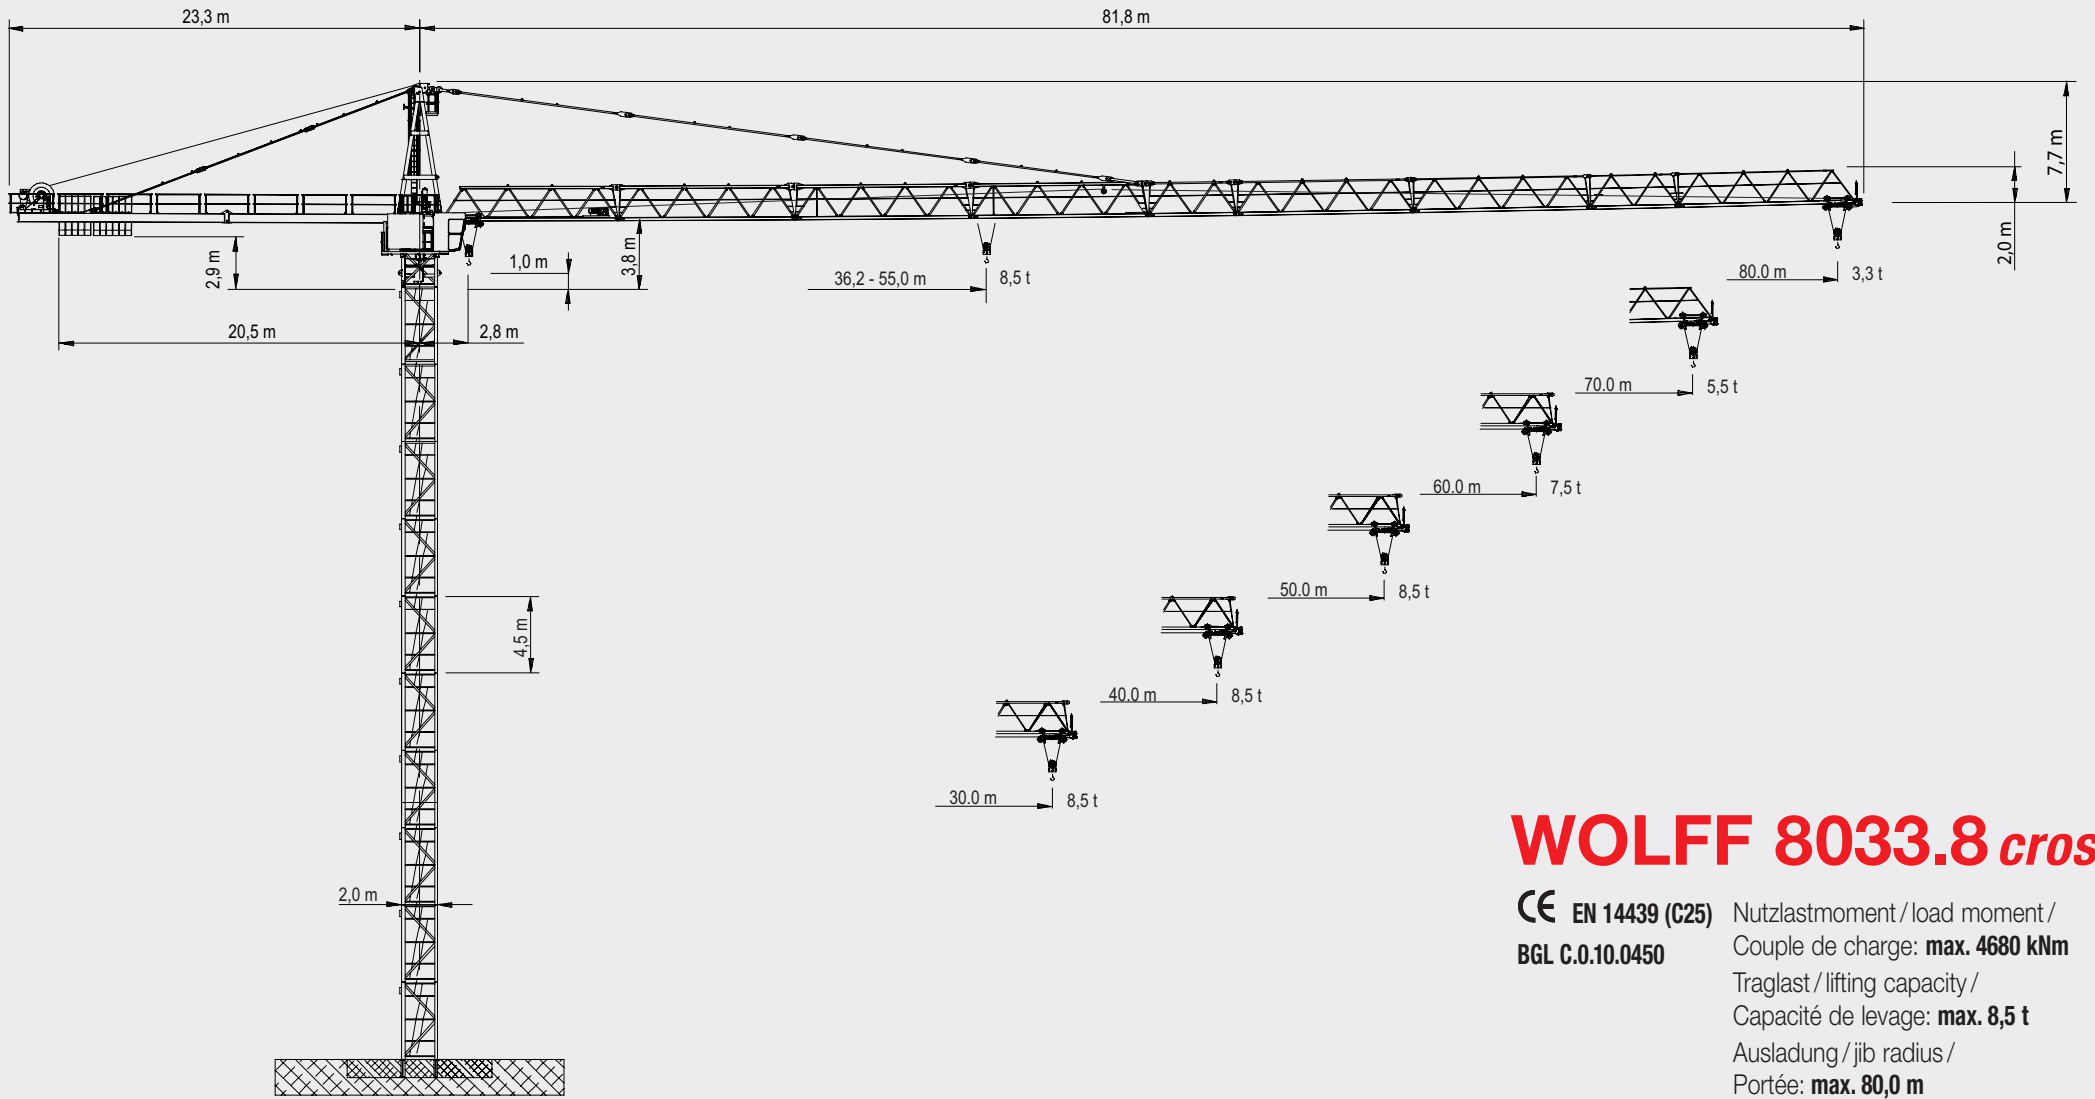 23,3 m
81,8 m
7,7 m
2,0 m
2,9 m
1,0 m
3,8 m
36,2 - 55,0 m
8,5 t
80.0 m
3,3 t
20,5 m
2,8 m
70.0 m
5,5 t
60.0 m
7,5 t
50.0 m
8,5 t
4,5 m
40.0 m
8,5 t
30.0 m
8,5 t
2,0 m
WOLFF 8033.8 cros
CE EN 14439 (C25)
BGL C.0.10.0450
Nutzlastmoment / load moment /
Couple de charge: max. 4680 kNm
Traglast / lifting capacity /
Capacité de levage: max. 8,5 t
Ausladung / jib radius /
Portée: max. 80,0 m